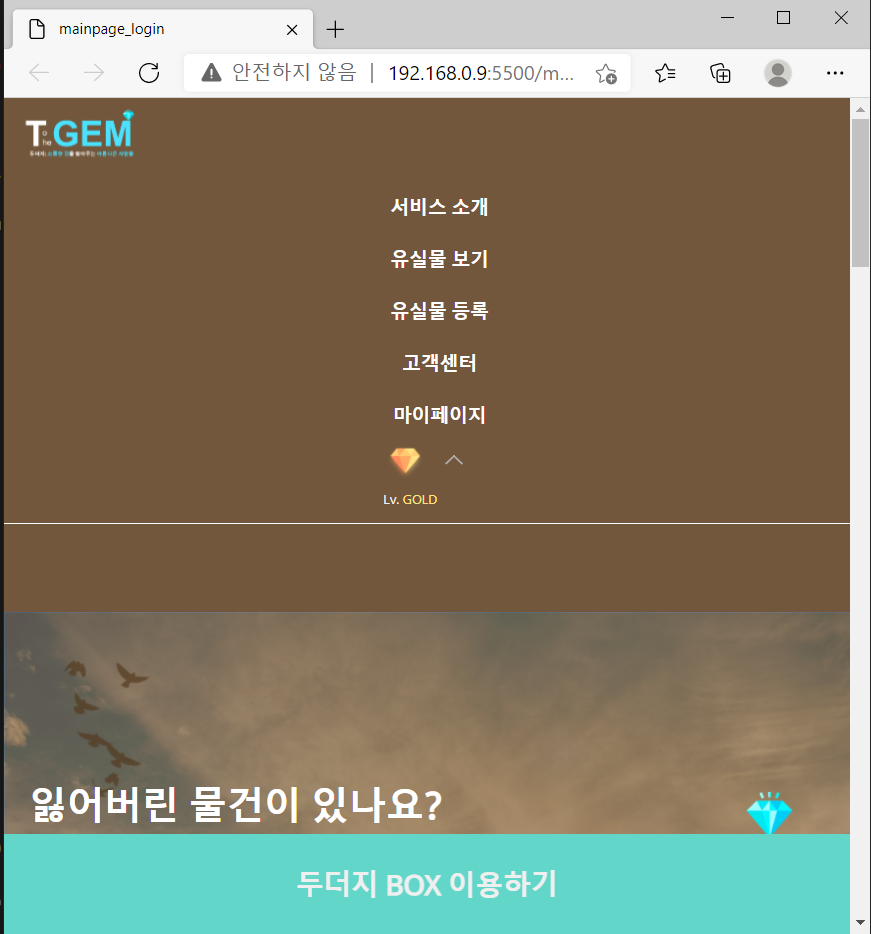 mainpage_login
안전하지 않음 | 192.168.0.9:5500/m...
To the GEM
서비스 소개
유실물 보기
유실물 등록
고객센터
마이페이지
Lv. GOLD
잃어버린 물건이 있나요?
두더지 BOX 이용하기